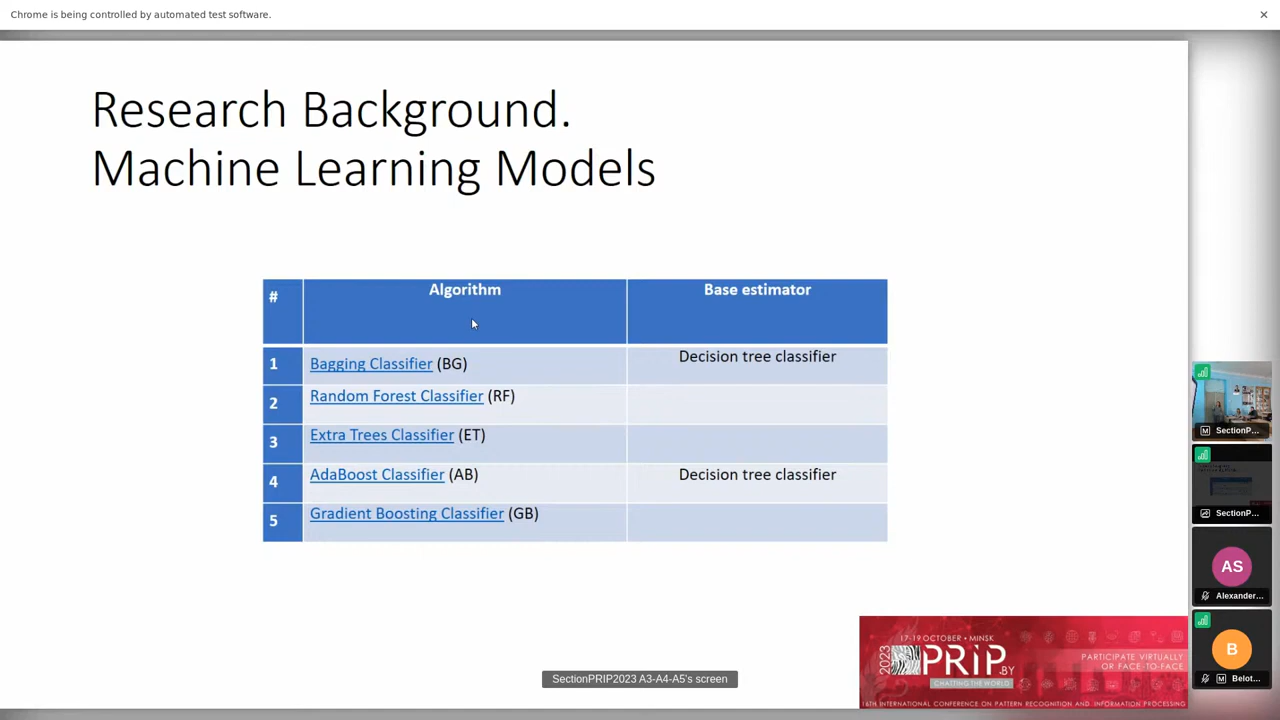 Chrome is being controlled by automated test software.
Research Background.
Machine Learning Models
# Algorithm Base estimator
1 Bagging Classifier (BG) Decision tree classifier
2 Random Forest Classifier (RF)
3 Extra Trees Classifier (ET)
4 AdaBoost Classifier (AB) Decision tree classifier
5 Gradient Boosting Classifier (GB)
M SectionP...
SectionP...
AS
Alexander...
B
M Belot...
17-19 OCTOBER • MINSK
2023
PRIP.BY
CHATTING THE WORLD
PARTICIPATE VIRTUALLY
OR FACE-TO-FACE
16TH INTERNATIONAL CONFERENCE ON PATTERN RECOGNITION AND INFORMATION PROCESSING
SectionPRIP2023 A3-A4-A5's screen